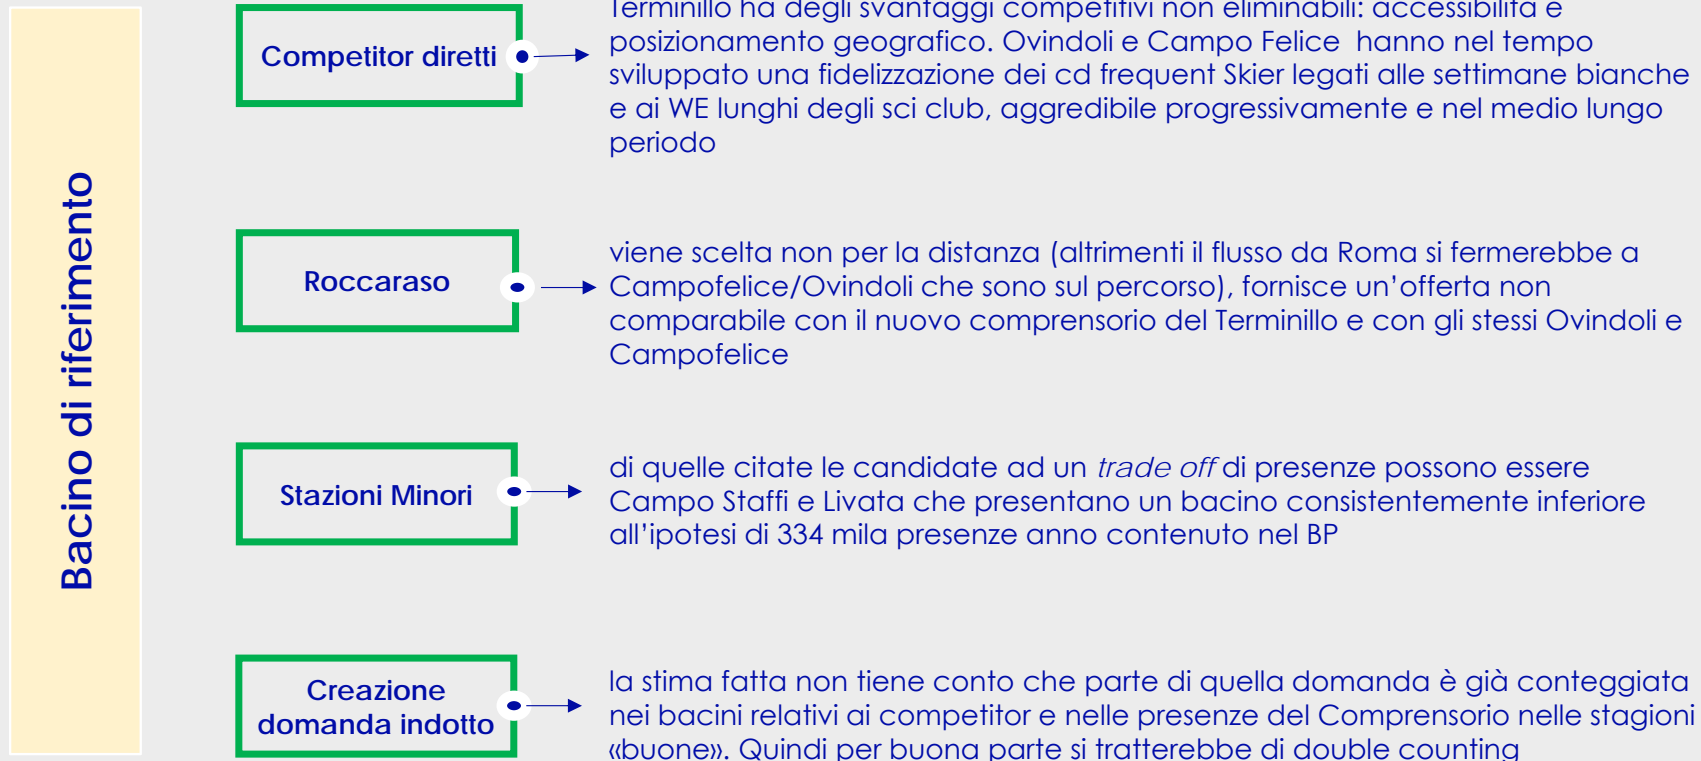 Bacino di riferimento
Competitor diretti
Terminillo ha degli svantaggi competitivi non eliminabili: accessibilità e
posizionamento geografico. Ovindoli e Campo Felice  hanno nel tempo
sviluppato una fidelizzazione dei cd frequent Skier legati alle settimane bianche
e ai WE lunghi degli sci club, aggredibile progressivamente e nel medio lungo
periodo
Roccaraso
viene scelta non per la distanza (altrimenti il flusso da Roma si fermerebbe a
Campofelice/Ovindoli che sono sul percorso), fornisce un’offerta non
comparabile con il nuovo comprensorio del Terminillo e con gli stessi Ovindoli e
Campofelice
Stazioni Minori
di quelle citate le candidate ad un trade off di presenze possono essere
Campo Staffi e Livata che presentano un bacino consistentemente inferiore
all’ipotesi di 334 mila presenze anno contenuto nel BP
Creazione
domanda indotto
la stima fatta non tiene conto che parte di quella domanda è già conteggiata
nei bacini relativi ai competitor e nelle presenze del Comprensorio nelle stagioni
«buone». Quindi per buona parte si tratterebbe di double counting